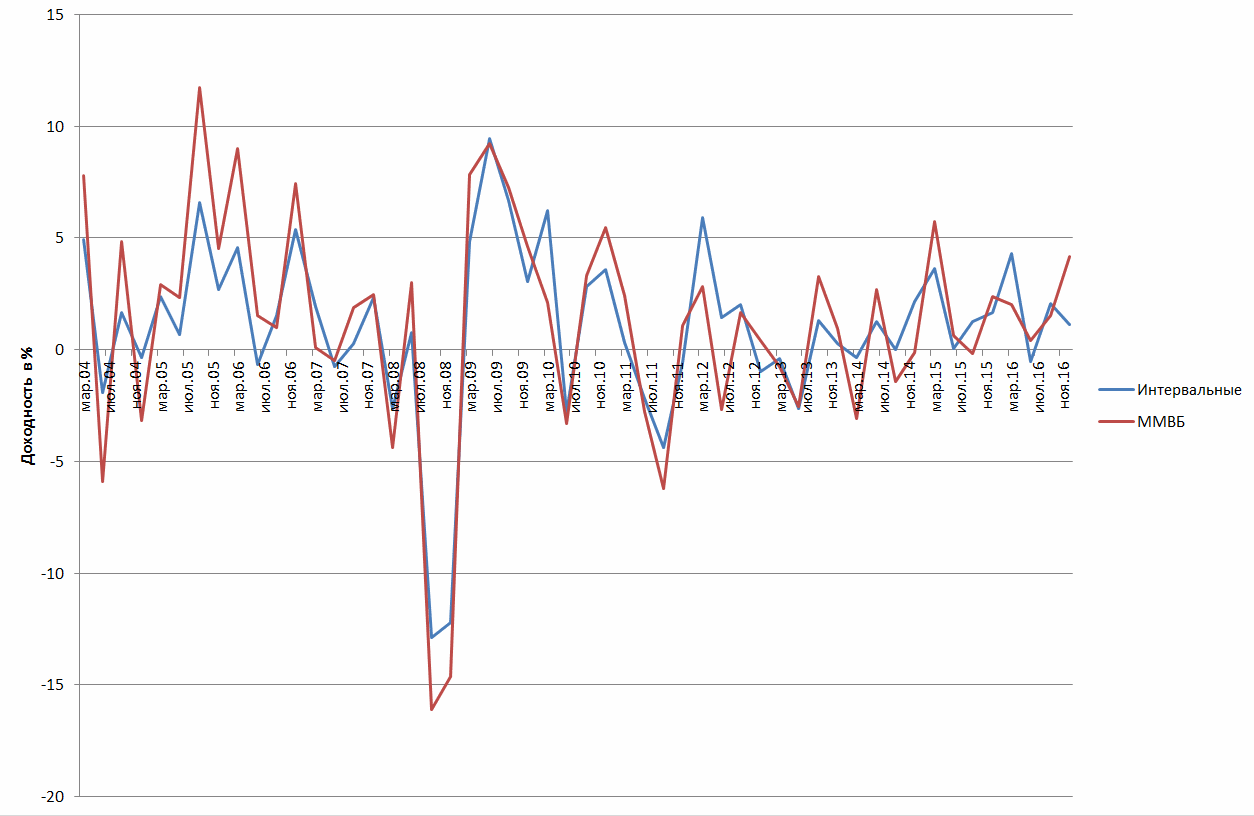 15
10
5
0
-5
-10
-15
-20
Доходность в %
мар.04
июл.04
ноя.04
мар.05
июл.05
ноя.05
мар.06
июл.06
ноя.06
мар.07
июл.07
ноя.07
мар.08
июл.08
ноя.08
мар.09
июл.09
ноя.09
мар.10
июл.10
ноя.10
мар.11
июл.11
ноя.11
мар.12
июл.12
ноя.12
мар.13
июл.13
ноя.13
мар.14
июл.14
ноя.14
мар.15
июл.15
ноя.15
мар.16
июл.16
ноя.16
Интервальные
ММВБ